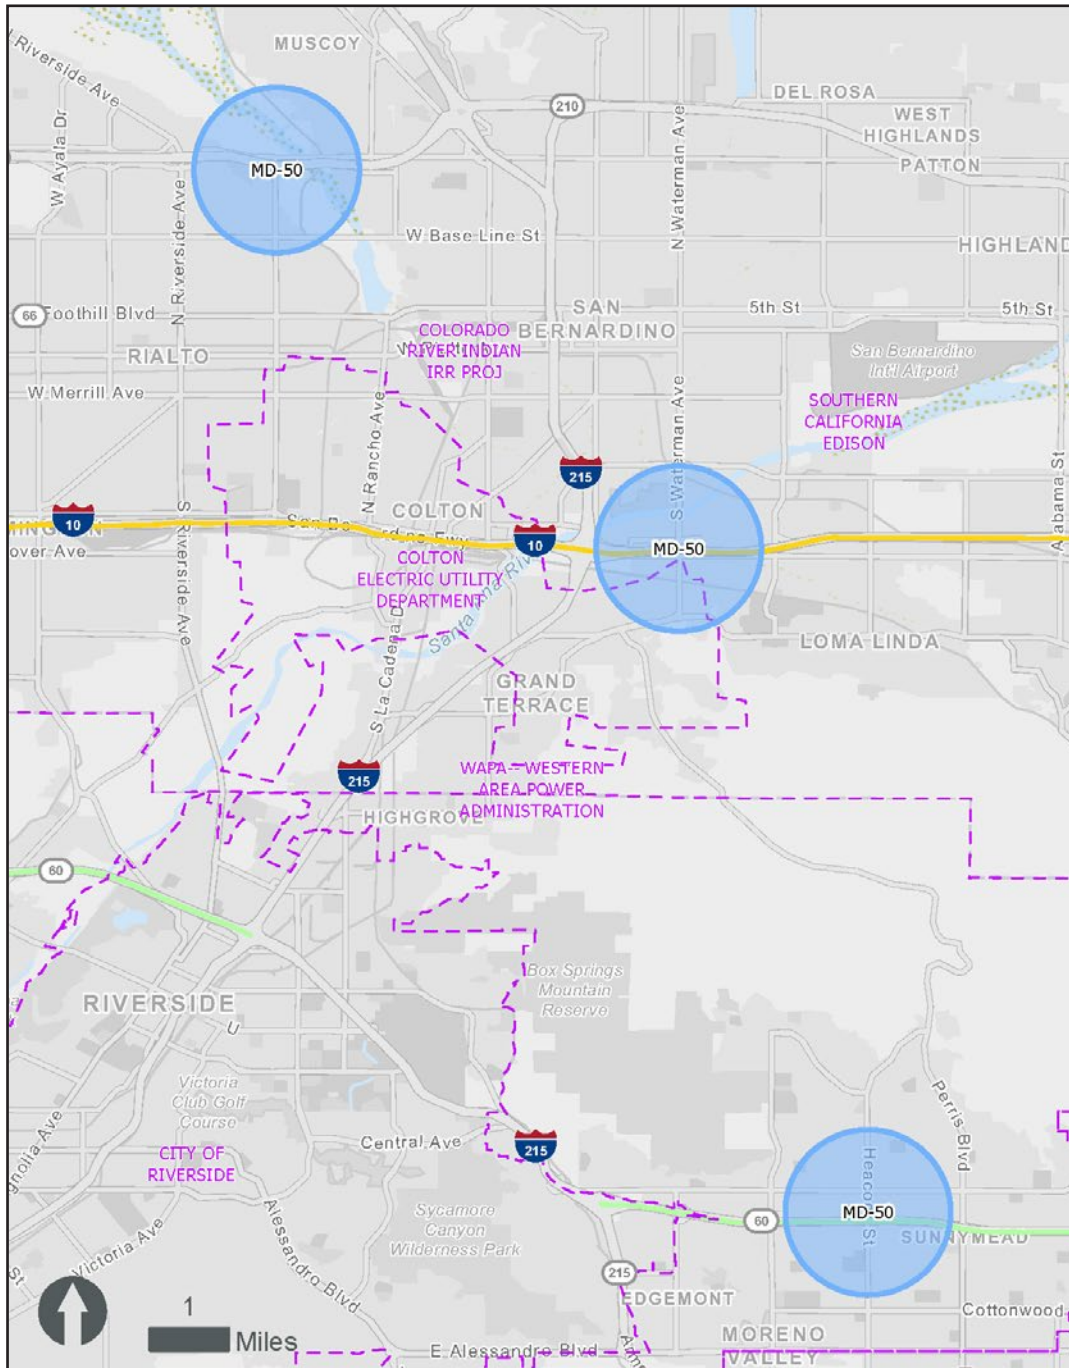 MUSCOY
N Riverside Ave
210
DEL ROSA
WEST
HIGHLANDS
PATTON
W Ayala Dr
MD-50
N Waterman Ave
N Riverside Ave
W Base Line St
HIGHLAND
66
Foothill Blvd
SAN
BERNARDINO
5th St
5th St
COLORADO
RIVER INDIAN
IRR PROJ
RIALTO
San Bernardino
Int'l Airport
W Merrill Ave
SOUTHERN
CALIFORNIA
EDISON
N Rancho Ave
S Waterman Ave
Alabama St
215
10
COLTON
10
MD-50
S Riverside Ave
COLTON
ELECTRIC UTILITY
DEPARTMENT
Santa Ana River
LOMA LINDA
S La Cadena D
GRAND
TERRACE
215
WAPA-- WESTERN
AREA POWER
ADMINISTRATION
HIGHGROVE
60
Box Springs
Mountain
Reserve
RIVERSIDE
Victoria
Club Golf
Course
Perris Blvd
Central Ave
215
CITY OF
RIVERSIDE
Sycamore
Canyon
Wilderness Park
MD-50
60
SUNNYMEAD
Victoria Ave
Alessandro Blvd
215
EDGEMONT
Cottonwood
1
Miles
E Alessandro Blvd
MORENO
VALLEY